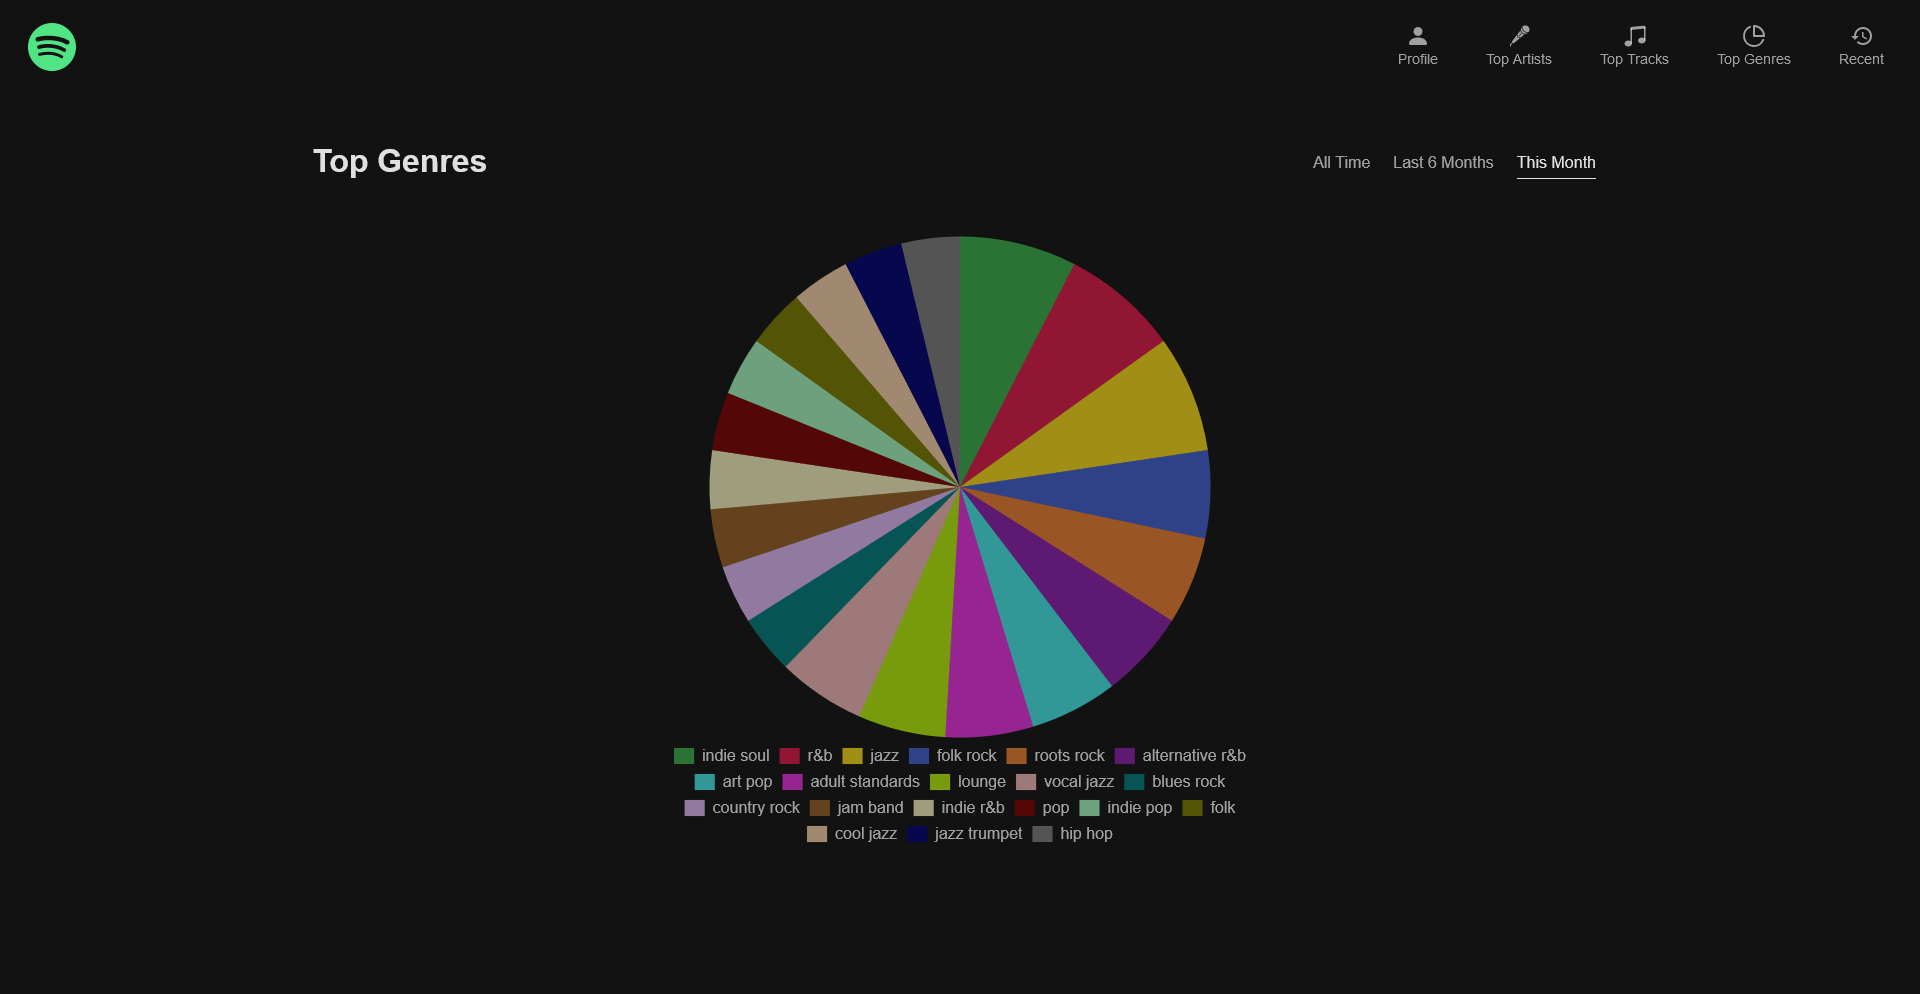 Profile Top Artists Top Tracks Top Genres Recent
Top Genres
All Time Last 6 Months This Month
indie soul r&b jazz folk rock roots rock alternative r&b
art pop adult standards lounge vocal jazz blues rock
country rock jam band indie r&b pop indie pop folk
cool jazz jazz trumpet hip hop